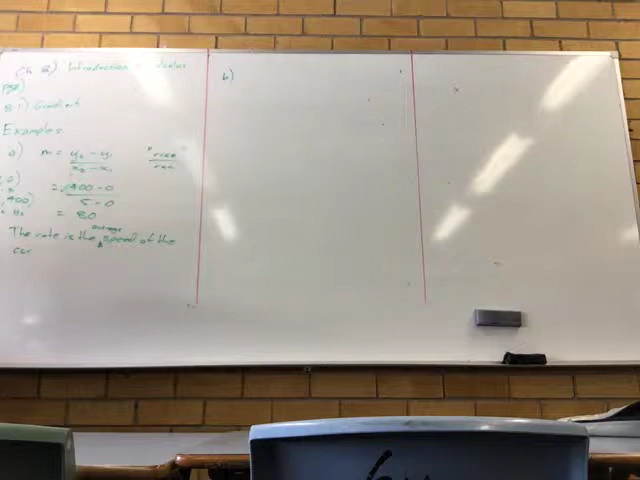 Ch 8) Introduction Calculus
8.1) Gradient
Examples
a) m = y₂ - y₁ / x₂ - x₁ "rise / run"
= 400 - 0 / 5 - 0
= 80
The rate is the average speed of the
car
b)